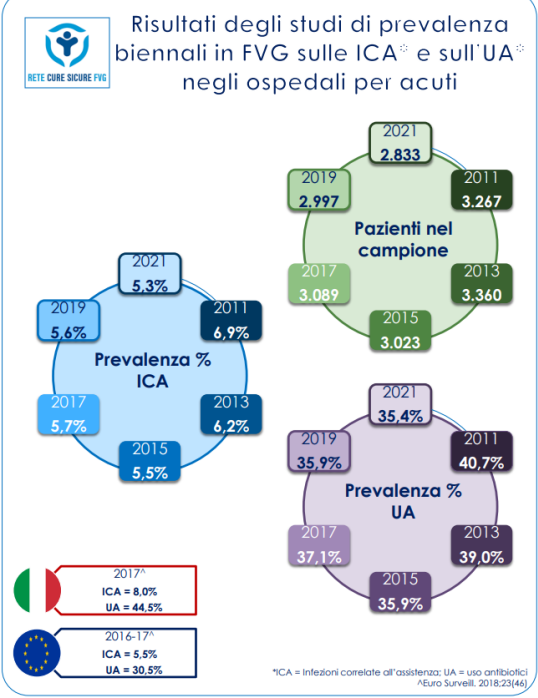 Risultati degli studi di prevalenza
biennali in FVG sulle ICA* e sull'UA*
negli ospedali per acuti
RETE CURE SICURE FVG
2021
2.833
2011
3.267
2013
3.360
2015
3.023
2017
3.089
2019
2.997
Pazienti nel
campione
2021
5,3%
2011
6,9%
2013
6,2%
2015
5,5%
2017
5,7%
2019
5,6%
Prevalenza %
ICA
2021
35,4%
2011
40,7%
2013
39,0%
2015
35,9%
2017
37,1%
2019
35,9%
Prevalenza %
UA
2017^
ICA = 8,0%
UA = 44,5%
2016-17^
ICA = 5,5%
UA = 30,5%
*ICA = Infezioni correlate all'assistenza; UA = uso antibiotici
^Euro Surveill. 2018;23(46)